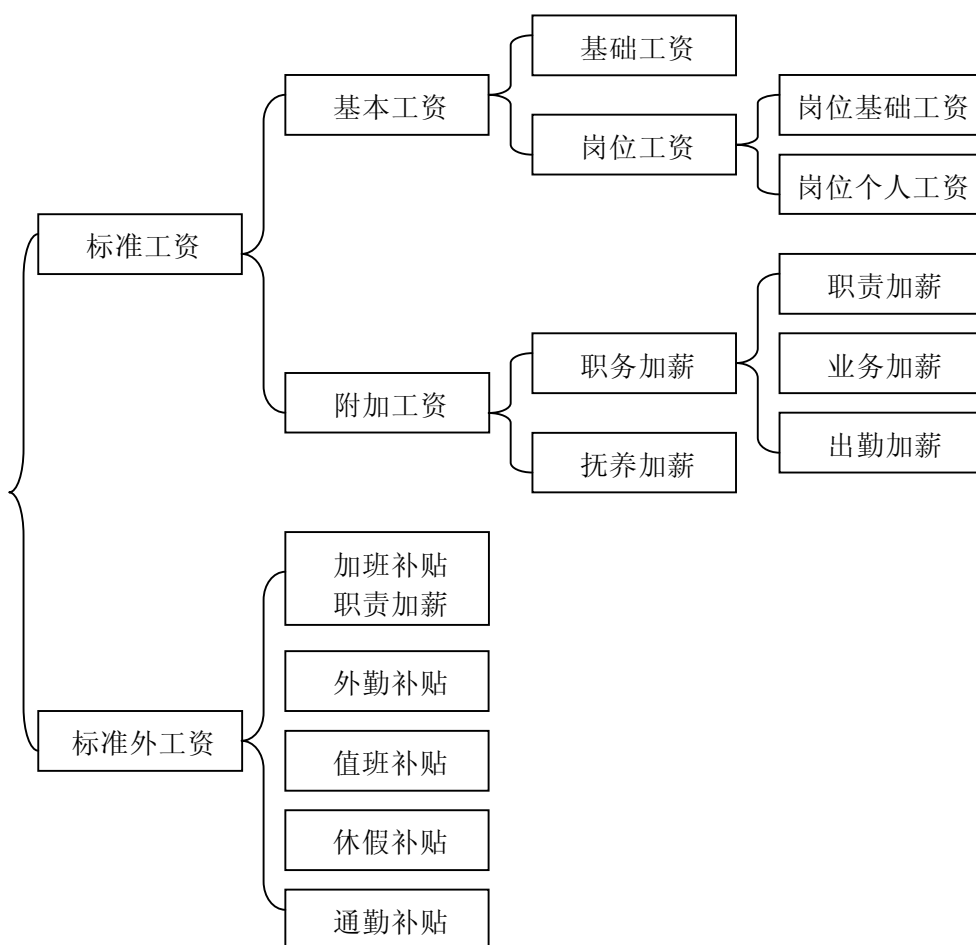 基础工资
基本工资
岗位基础工资
岗位工资
岗位个人工资
标准工资
职责加薪
职务加薪
业务加薪
附加工资
出勤加薪
抚养加薪
加班补贴
职责加薪
外勤补贴
标准外工资
值班补贴
休假补贴
通勤补贴